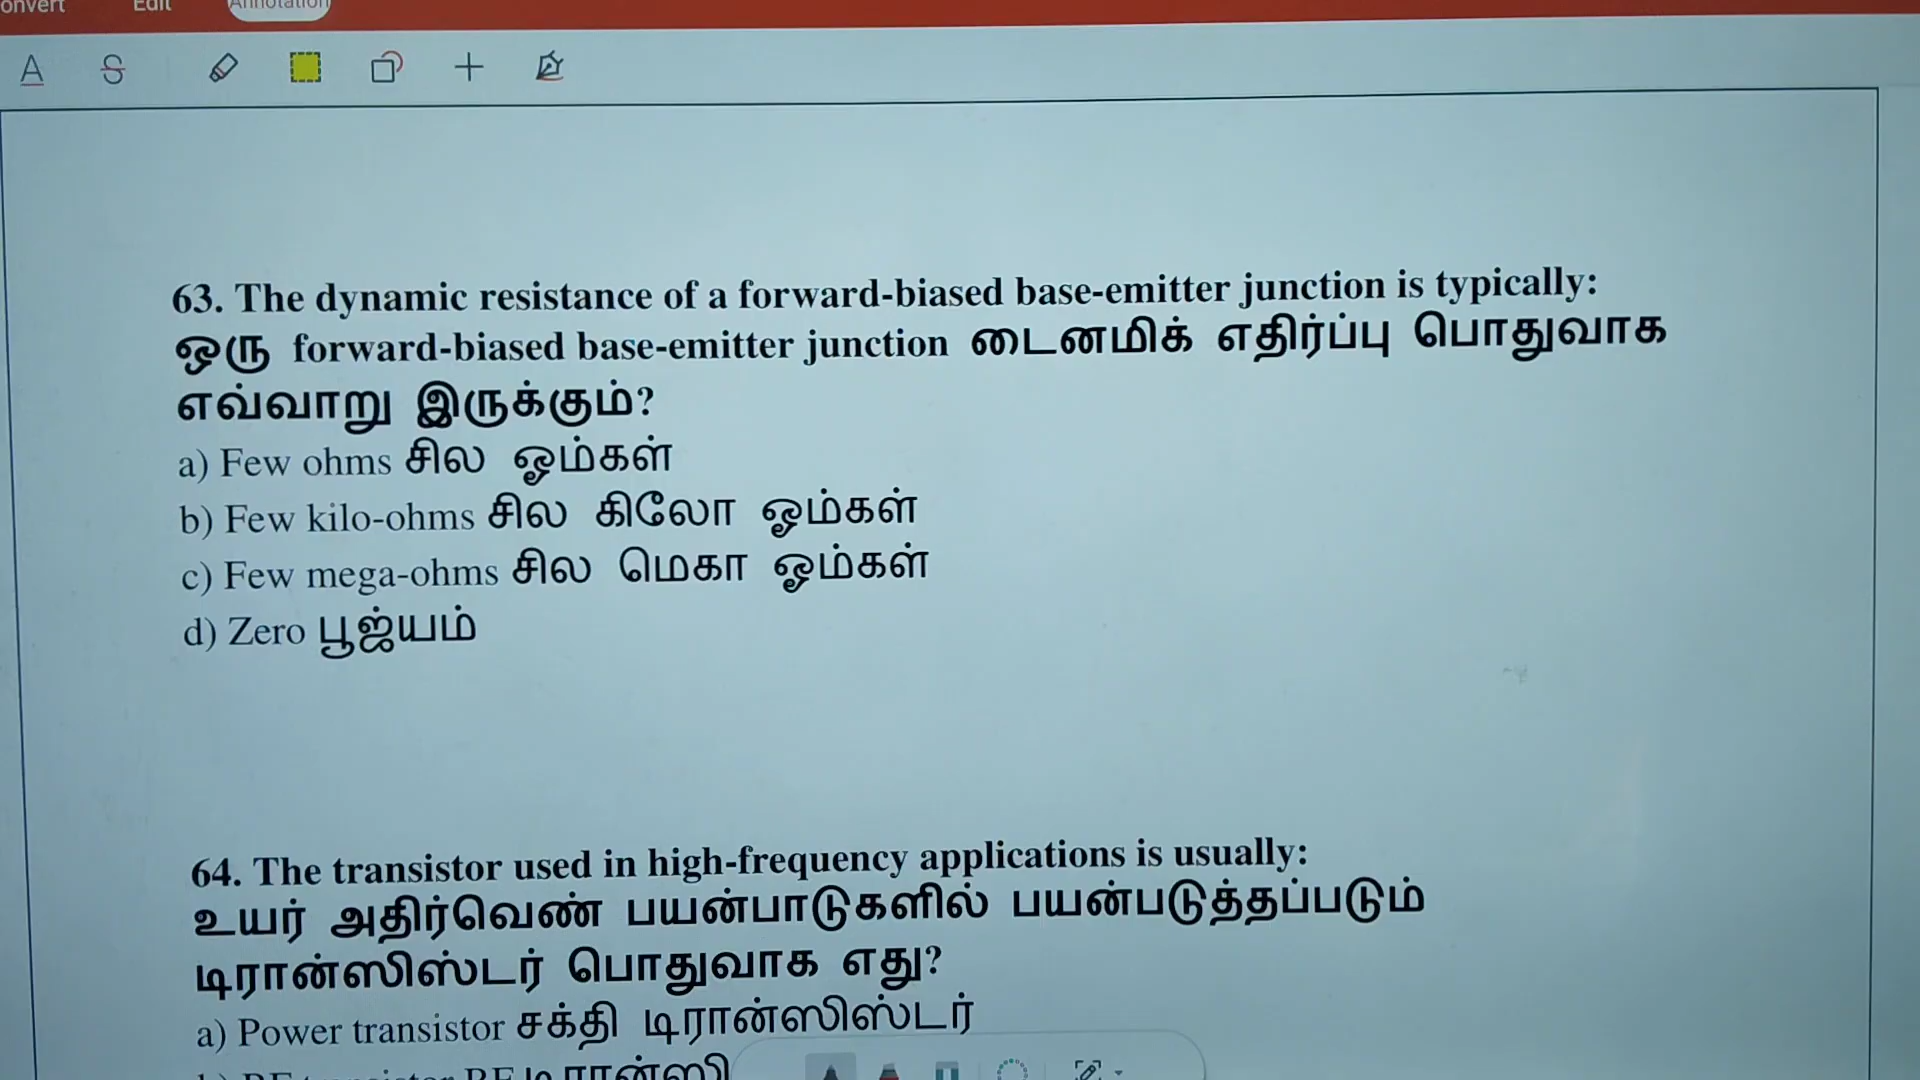 Edit
Annotation
63. The dynamic resistance of a forward-biased base-emitter junction is typically:
ஒரு forward-biased base-emitter junction டைனமிக் எதிர்ப்பு பொதுவாக
எவ்வாறு இருக்கும்?
a) Few ohms சில ஓம்கள்
b) Few kilo-ohms சில கிலோ ஓம்கள்
c) Few mega-ohms சில மெகா ஓம்கள்
d) Zero பூஜ்யம்
64. The transistor used in high-frequency applications is usually:
உயர் அதிர்வெண் பயன்பாடுகளில் பயன்படுத்தப்படும்
டிரான்ஸிஸ்டர் பொதுவாக எது?
a) Power transistor சக்தி டிரான்ஸிஸ்டர்